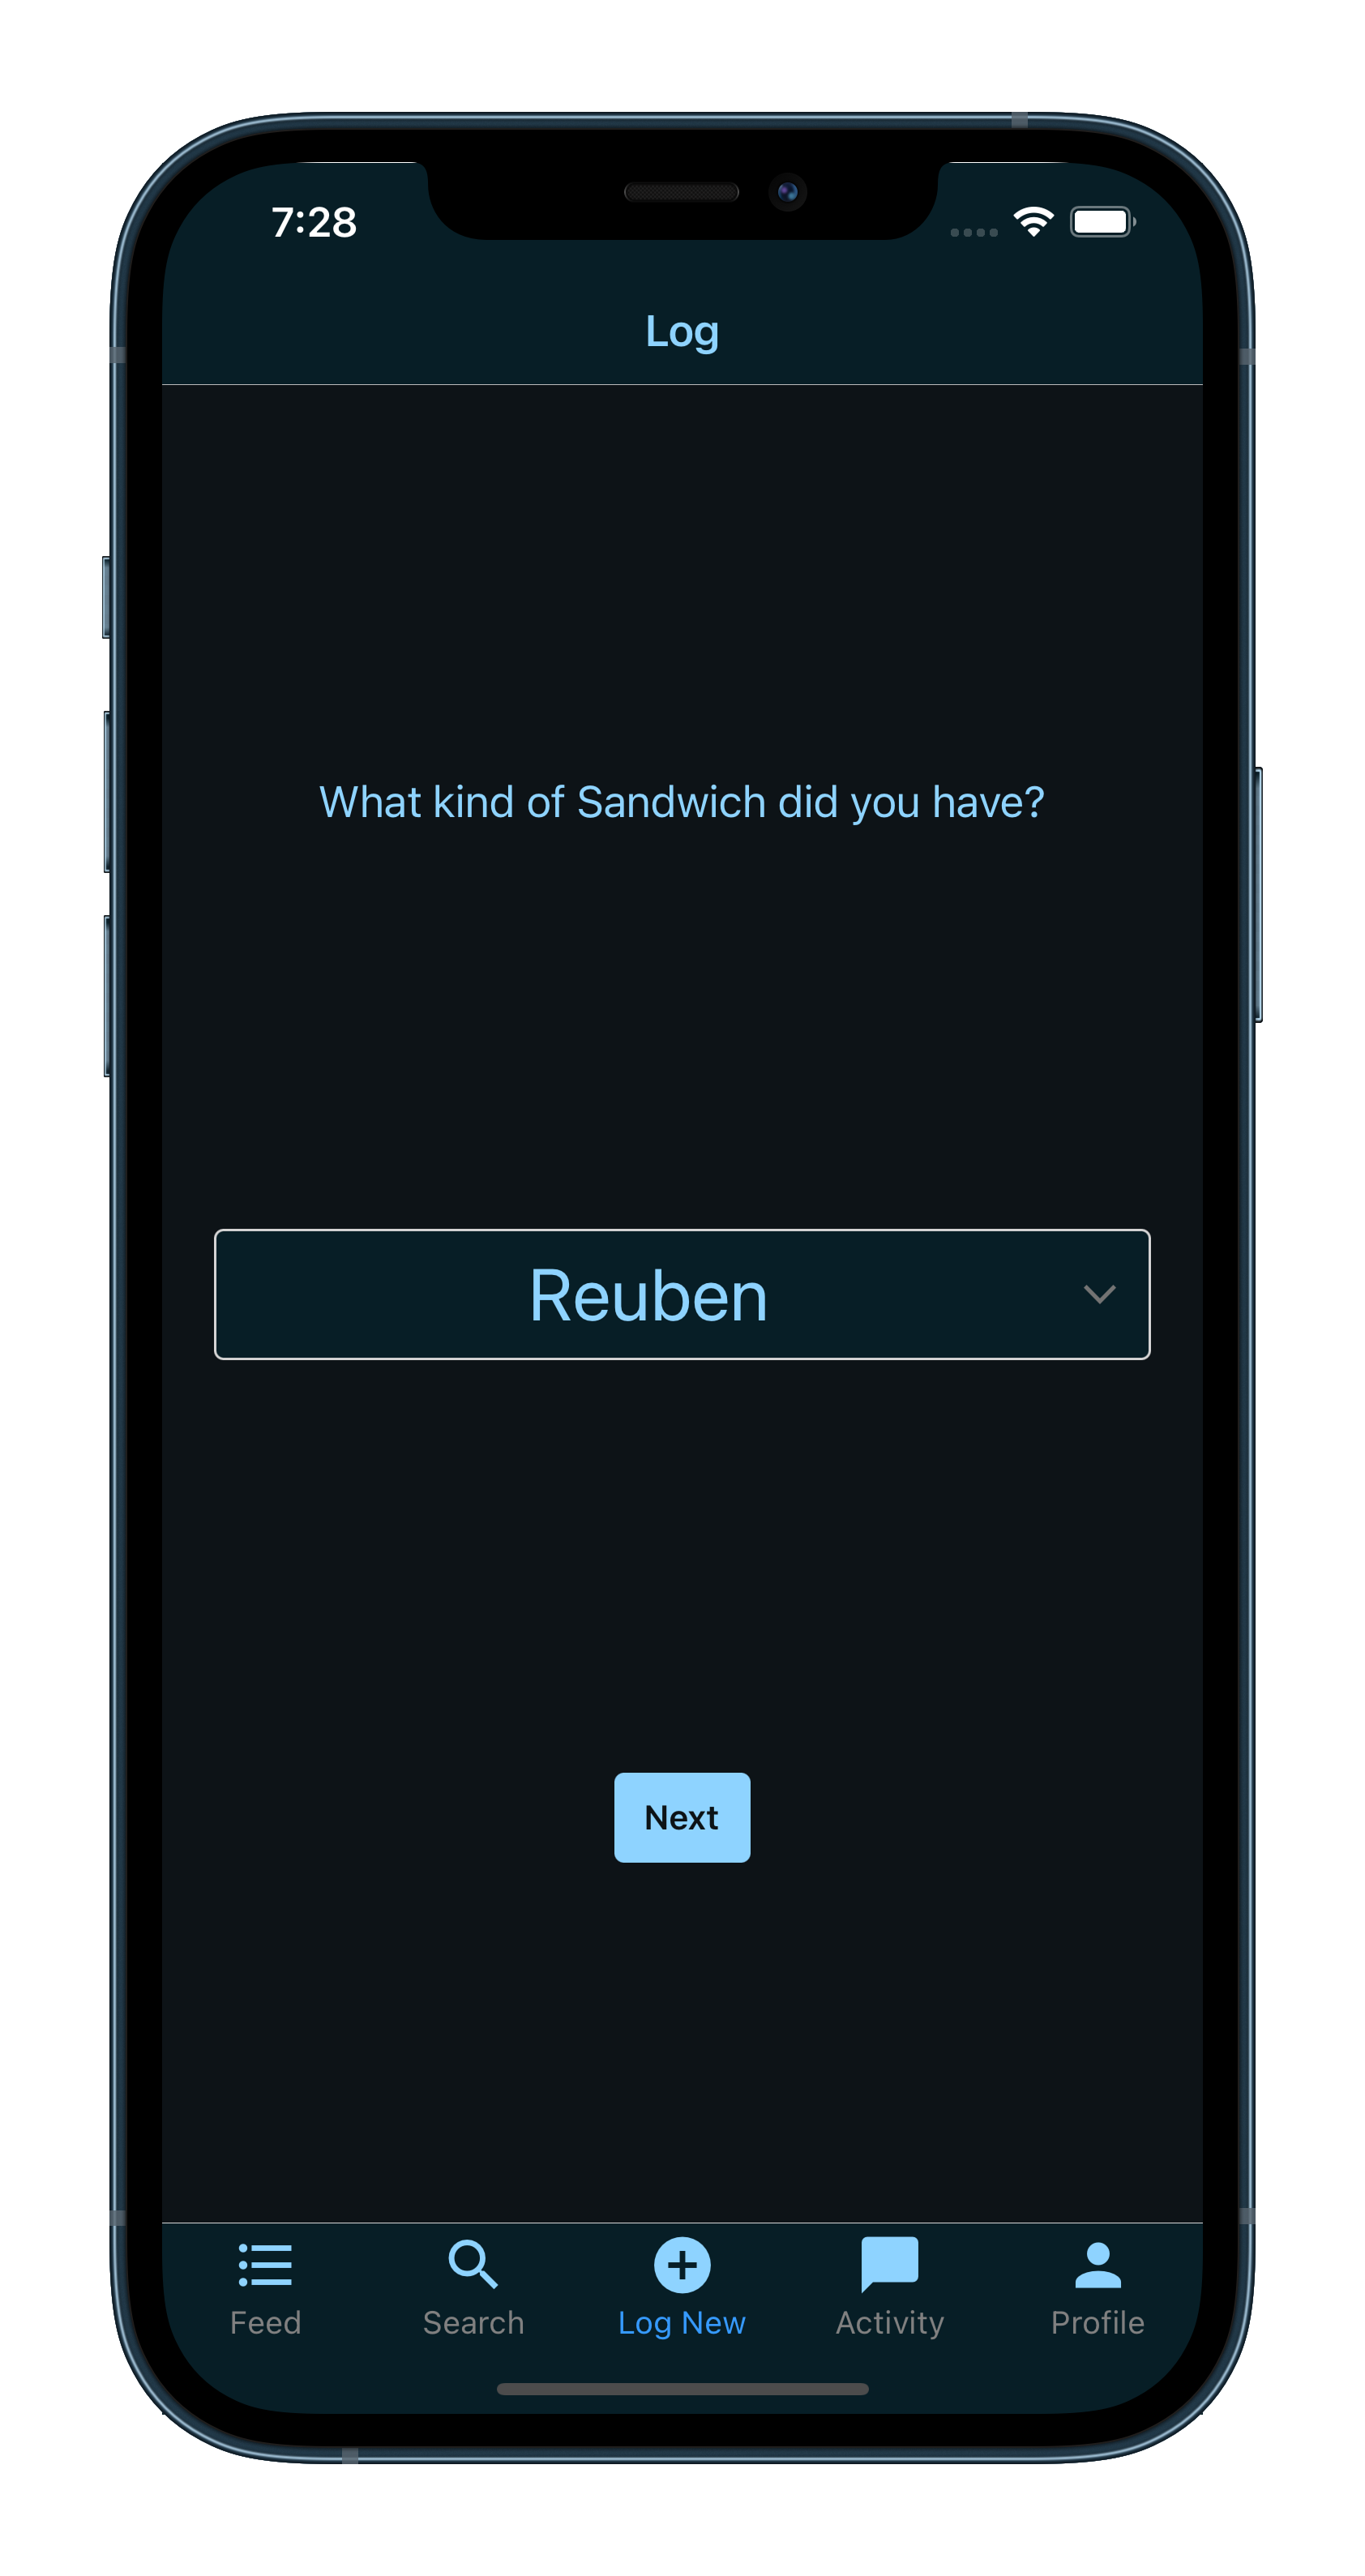 7:28
Log
What kind of Sandwich did you have?
Reuben
Next
Feed
Search
Log New
Activity
Profile